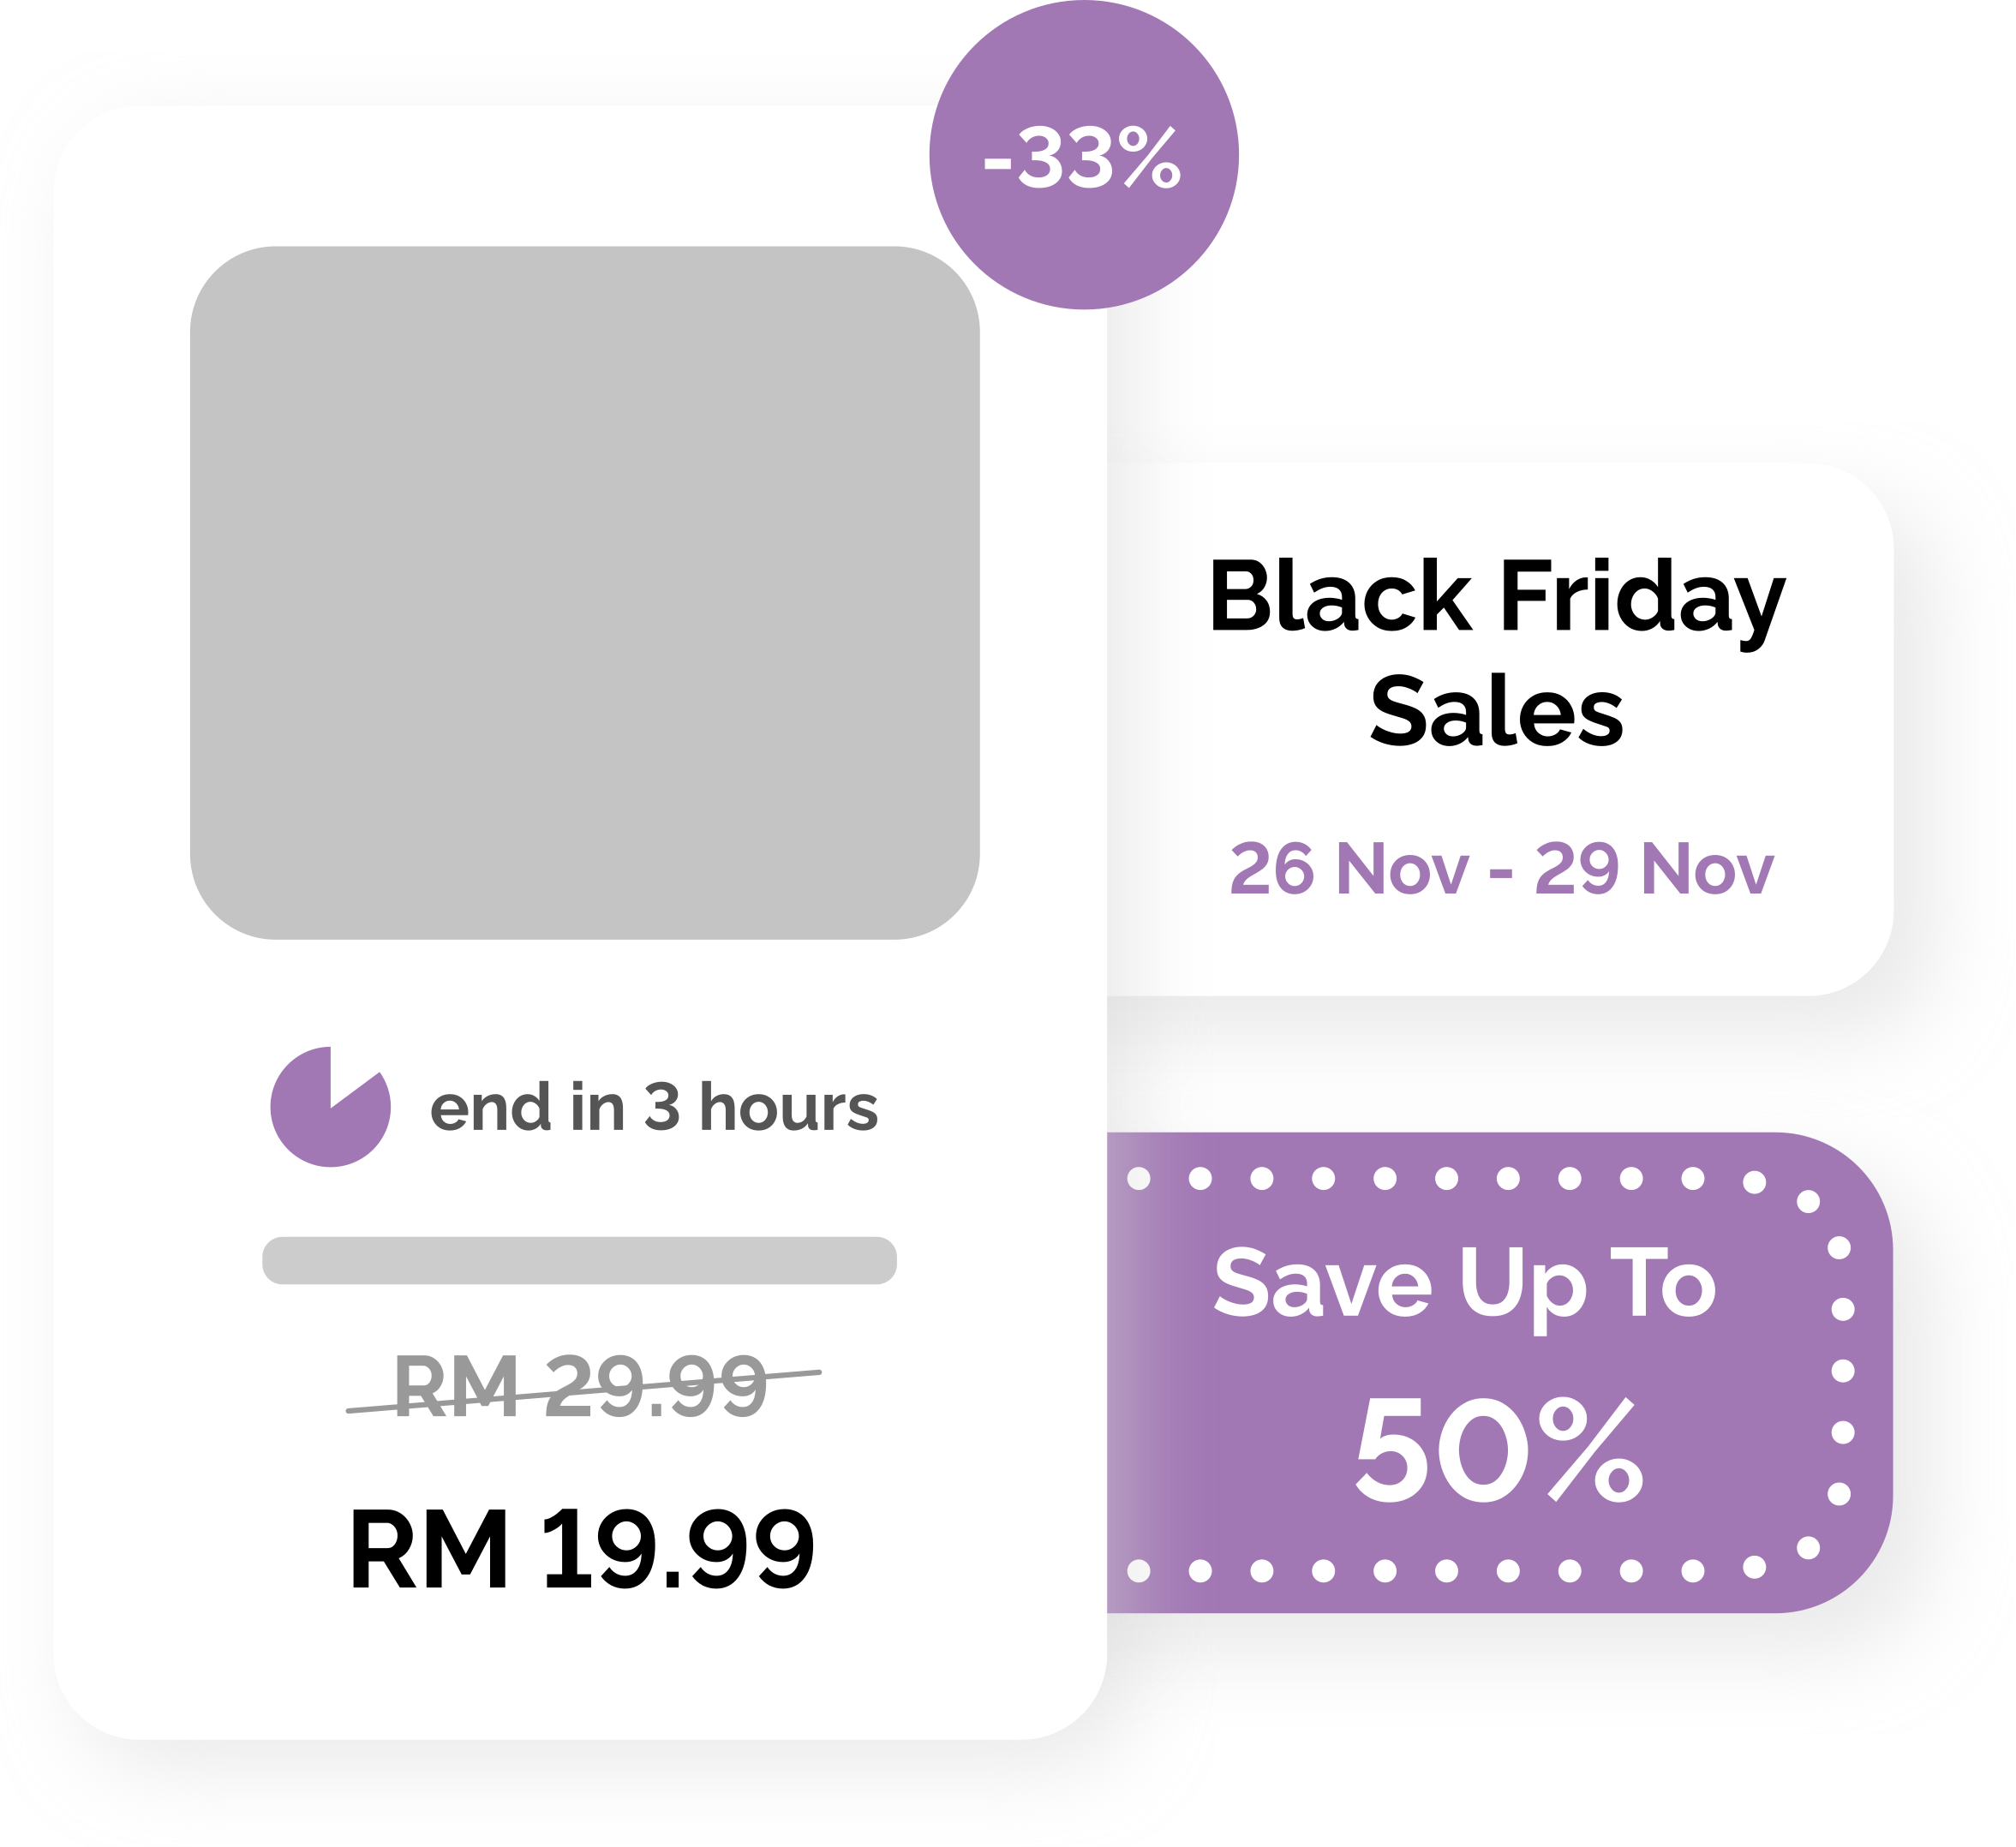 -33%
Black Friday
Sales
26 Nov - 29 Nov
end in 3 hours
Save Up To
50%
RM 29.99
RM 19.99